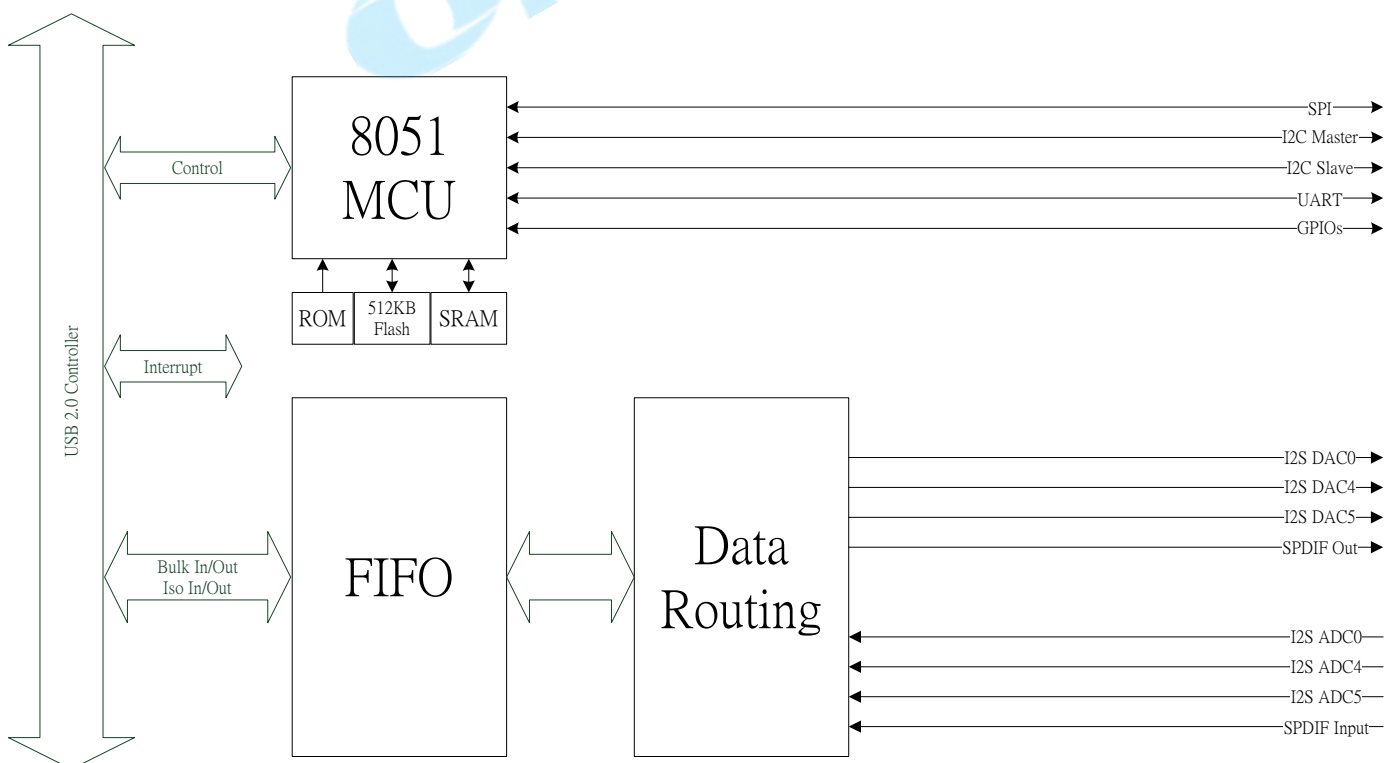 8051
MCU
SPI
I2C Master
I2C Slave
UART
GPIOs
Control
ROM
512KB
Flash
SRAM
USB 2.0 Controller
Interrupt
Bulk In/Out
Iso In/Out
FIFO
Data
Routing
I2S DAC0
I2S DAC4
I2S DAC5
SPDIF Out
I2S ADC0
I2S ADC4
I2S ADC5
SPDIF Input